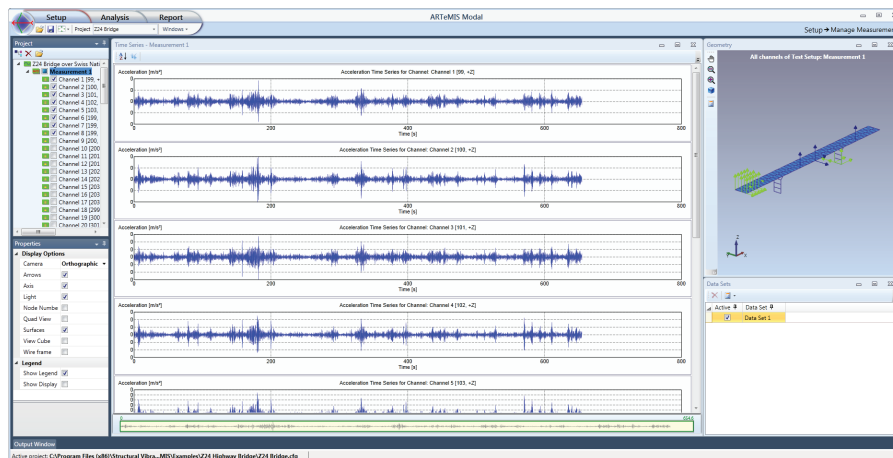 Setup Analysis Report
ARTeMIS Modal
Project Z24 Bridge Windows
Setup → Manage Measuremen
Project
Z24 Bridge over Swiss Nati
Measurement 1
Channel 1 [99, +
Channel 2 [100,
Channel 3 [101,
Channel 4 [102,
Channel 5 [103,
Channel 6 [199,
Channel 7 [199,
Channel 8 [199,
Channel 9 [200,
Channel 10 [200
Channel 11 [201
Channel 12 [201
Channel 13 [202
Channel 14 [202
Channel 15 [203
Channel 16 [203
Channel 17 [203
Channel 18 [299
Channel 19 [300
Channel 20 [301
Properties
Display Options
Camera Orthographic
Arrows
Axis
Light
Node Numbe
Quad View
Surfaces
View Cube
Wire frame
Legend
Show Legend
Show Display
Time Series - Measurement 1
Acceleration [m/s²] Acceleration Time Series for Channel: Channel 1 [99, +Z]
0 200 400 600 800
Time [s]
Acceleration [m/s²] Acceleration Time Series for Channel: Channel 2 [100, +Z]
0 200 400 600 800
Time [s]
Acceleration [m/s²] Acceleration Time Series for Channel: Channel 3 [101, +Z]
0 200 400 600 800
Time [s]
Acceleration [m/s²] Acceleration Time Series for Channel: Channel 4 [102, +Z]
0 200 400 600 800
Time [s]
Acceleration [m/s²] Acceleration Time Series for Channel: Channel 5 [103, +Z]
0
Geometry
All channels of Test Setup: Measurement 1
Z
X
Data Sets
Active Data Set
Data Set 1
Output Window
Active project: C:\Program Files (x86)\Structural Vibra...MIS\Examples\Z24 Highway Bridge\Z24 Bridge.cfg